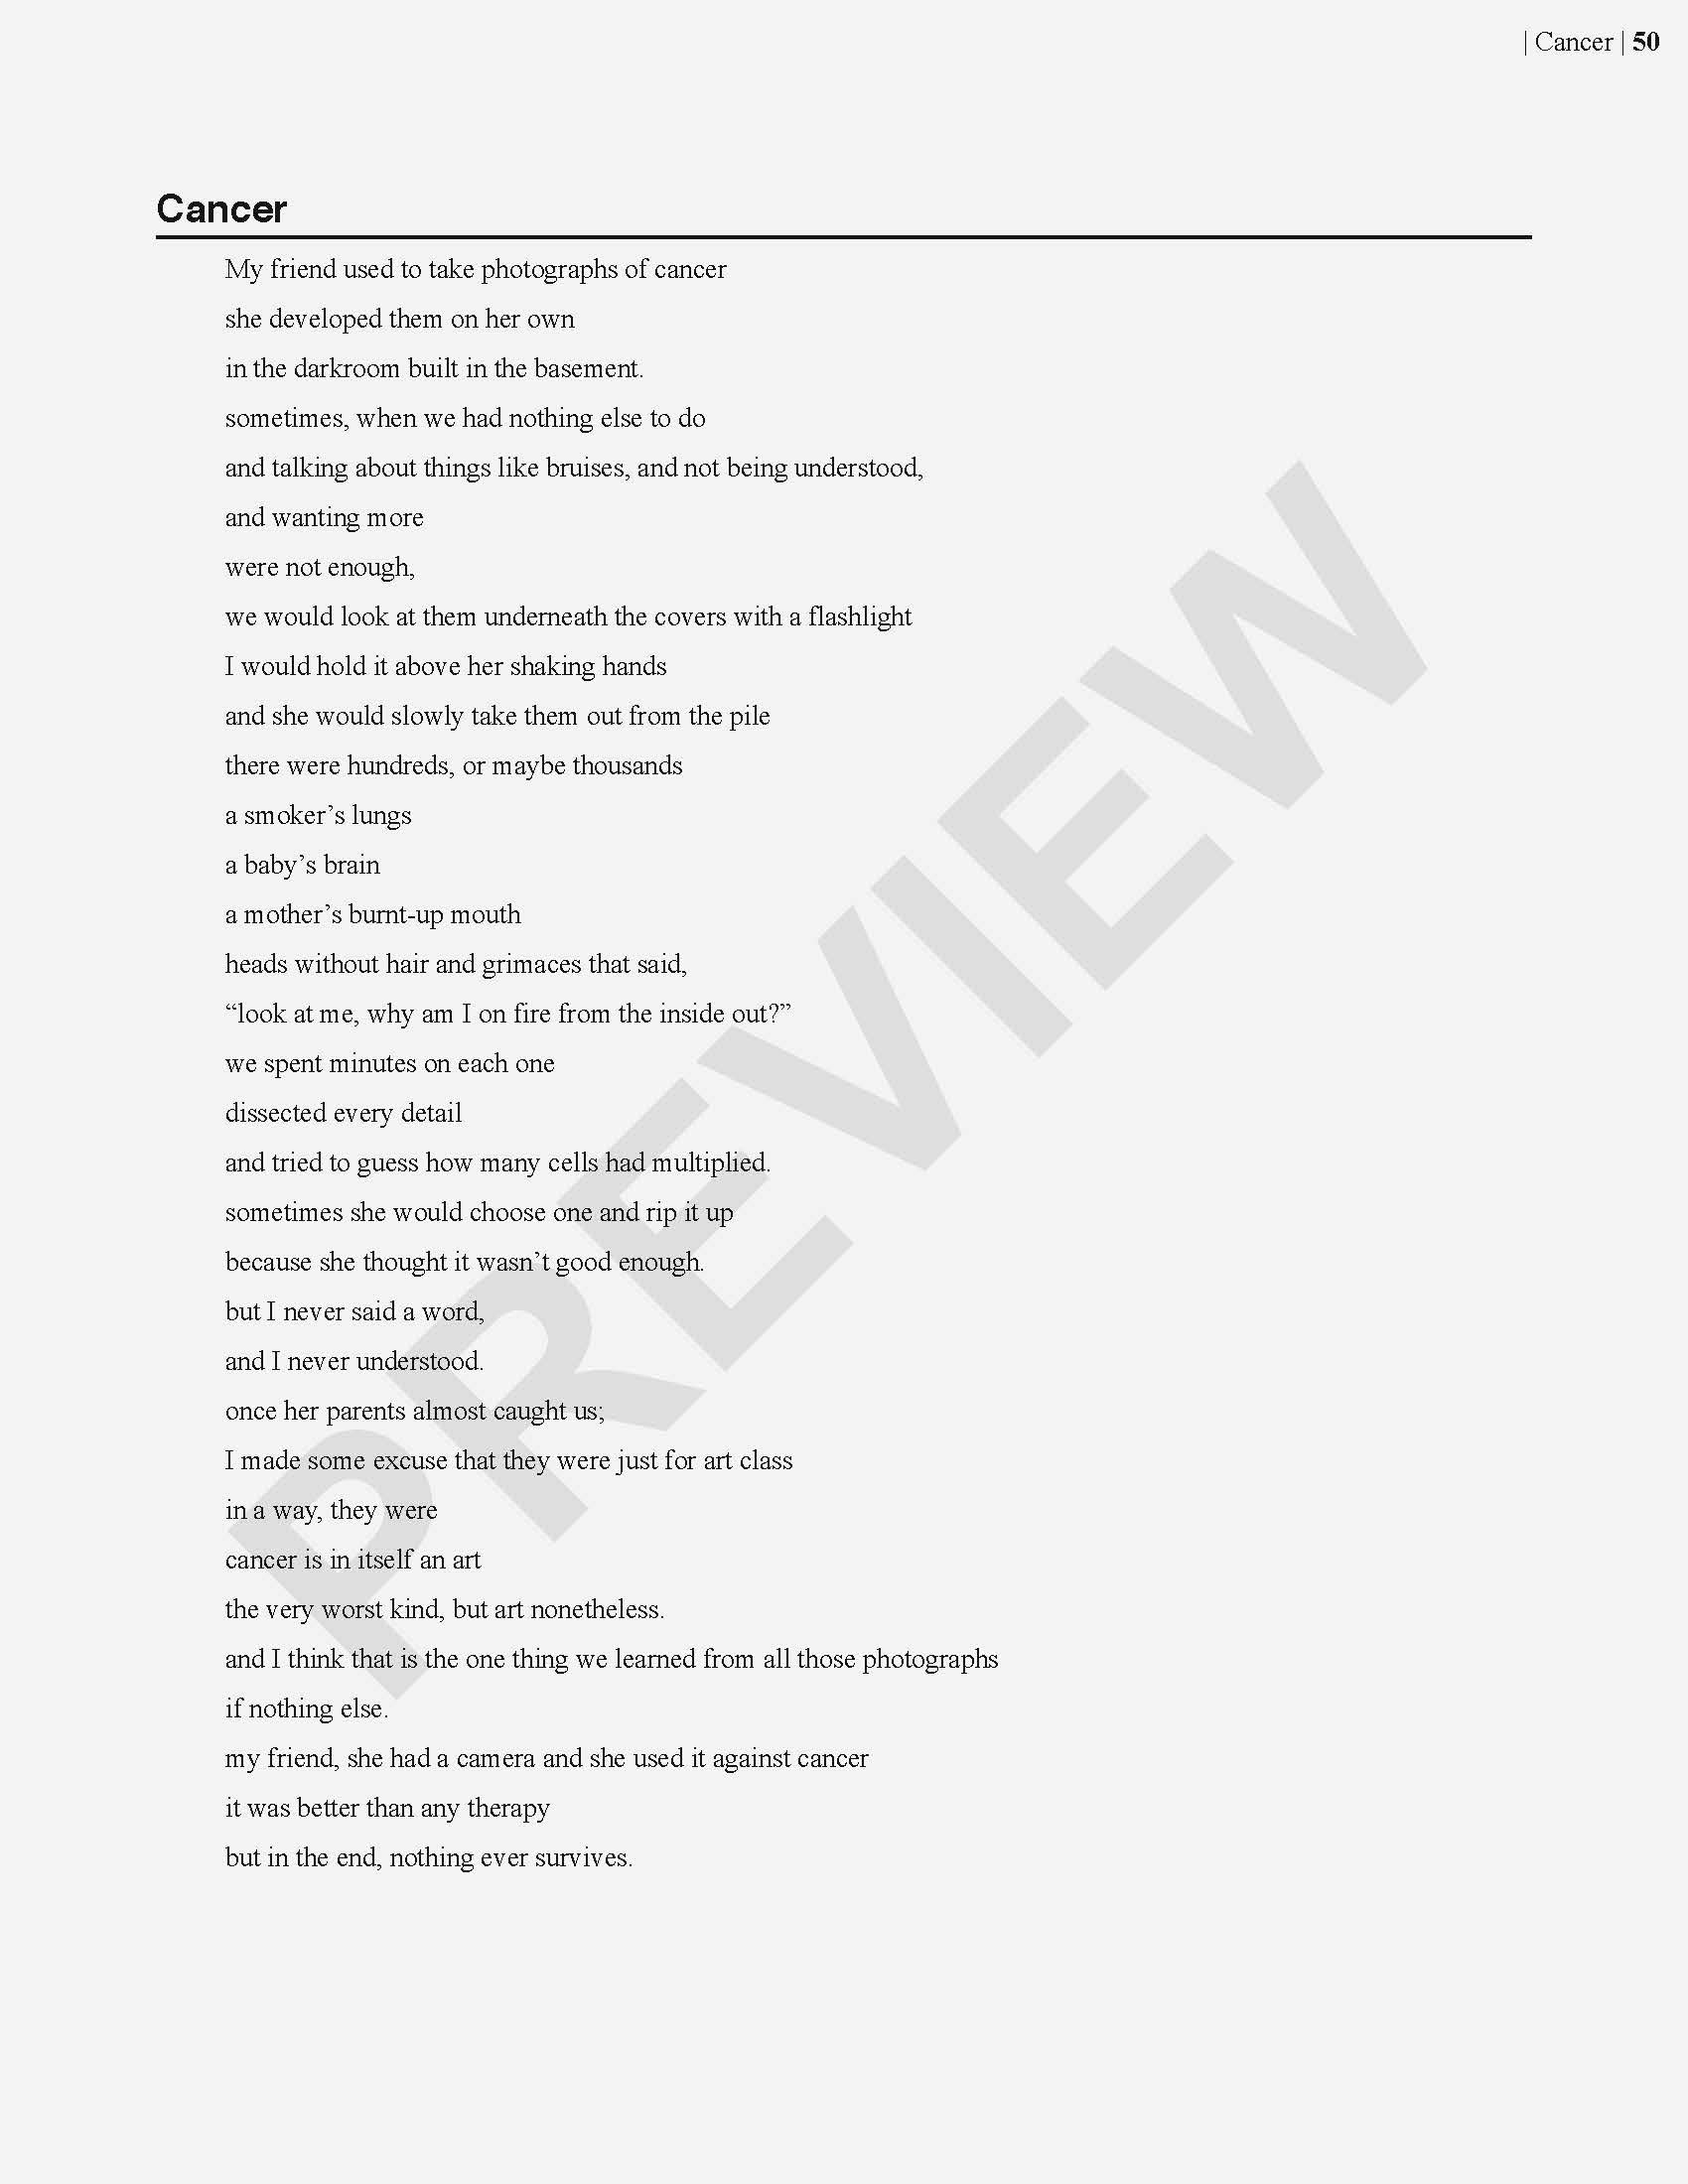 | Cancer | 50
Cancer
My friend used to take photographs of cancer
she developed them on her own
in the darkroom built in the basement.
sometimes, when we had nothing else to do
and talking about things like bruises, and not being understood,
and wanting more
were not enough,
we would look at them underneath the covers with a flashlight
I would hold it above her shaking hands
and she would slowly take them out from the pile
there were hundreds, or maybe thousands
a smoker’s lungs
a baby’s brain
a mother’s burnt-up mouth
heads without hair and grimaces that said,
“look at me, why am I on fire from the inside out?”
we spent minutes on each one
dissected every detail
and tried to guess how many cells had multiplied.
sometimes she would choose one and rip it up
because she thought it wasn’t good enough.
but I never said a word,
and I never understood.
once her parents almost caught us;
I made some excuse that they were just for art class
in a way, they were
cancer is in itself an art
the very worst kind, but art nonetheless.
and I think that is the one thing we learned from all those photographs
if nothing else.
my friend, she had a camera and she used it against cancer
it was better than any therapy
but in the end, nothing ever survives.
PREVIEW